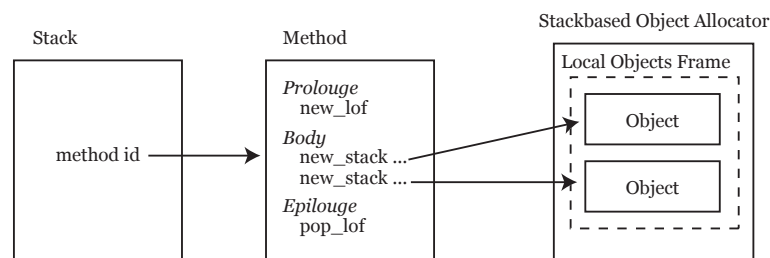 Stack
method id
Method
Prolouge
new_lof
Body
new_stack ...
new_stack ...
Epilouge
pop_lof
Stackbased Object Allocator
Local Objects Frame
Object
Object